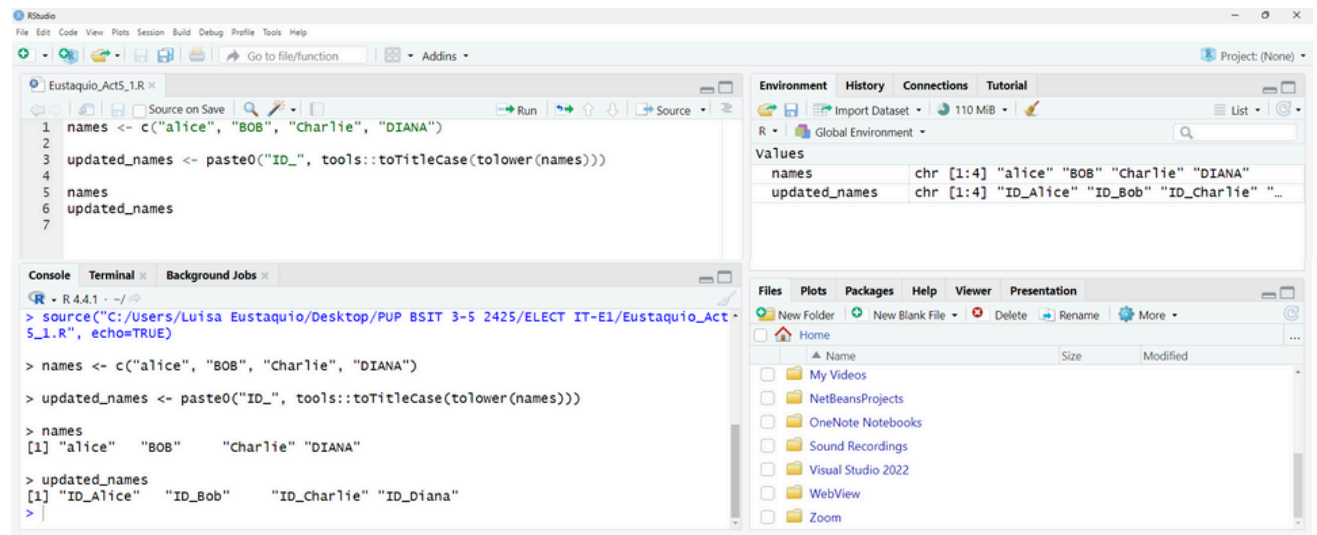 RStudio
File Edit Code View Plots Session Build Debug Profile Tools Help
Go to file/function Addins Project: (None)
Eustaquio_Act5_1.R
Source on Save Run Source
1 names <- c("alice", "BOB", "Charlie", "DIANA")
2
3 updated_names <- paste0("ID_", tools::toTitleCase(tolower(names)))
4
5 names
6 updated_names
7
Console Terminal Background Jobs
R 4.4.1 · ~/
> source("C:/Users/Luisa Eustaquio/Desktop/PUP BSIT 3-5 2425/ELECT IT-E1/Eustaquio_Act
5_1.R", echo=TRUE)
> names <- c("alice", "BOB", "Charlie", "DIANA")
> updated_names <- paste0("ID_", tools::toTitleCase(tolower(names)))
> names
[1] "alice" "BOB" "Charlie" "DIANA"
> updated_names
[1] "ID_Alice" "ID_Bob" "ID_Charlie" "ID_Diana"
>
Environment History Connections Tutorial
Import Dataset 110 MiB List
R Global Environment
Values
names chr [1:4] "alice" "BOB" "Charlie" "DIANA"
updated_names chr [1:4] "ID_Alice" "ID_Bob" "ID_Charlie" "…
Files Plots Packages Help Viewer Presentation
New Folder New Blank File Delete Rename More
Home ...
Name Size Modified
My Videos
NetBeansProjects
OneNote Notebooks
Sound Recordings
Visual Studio 2022
WebView
Zoom